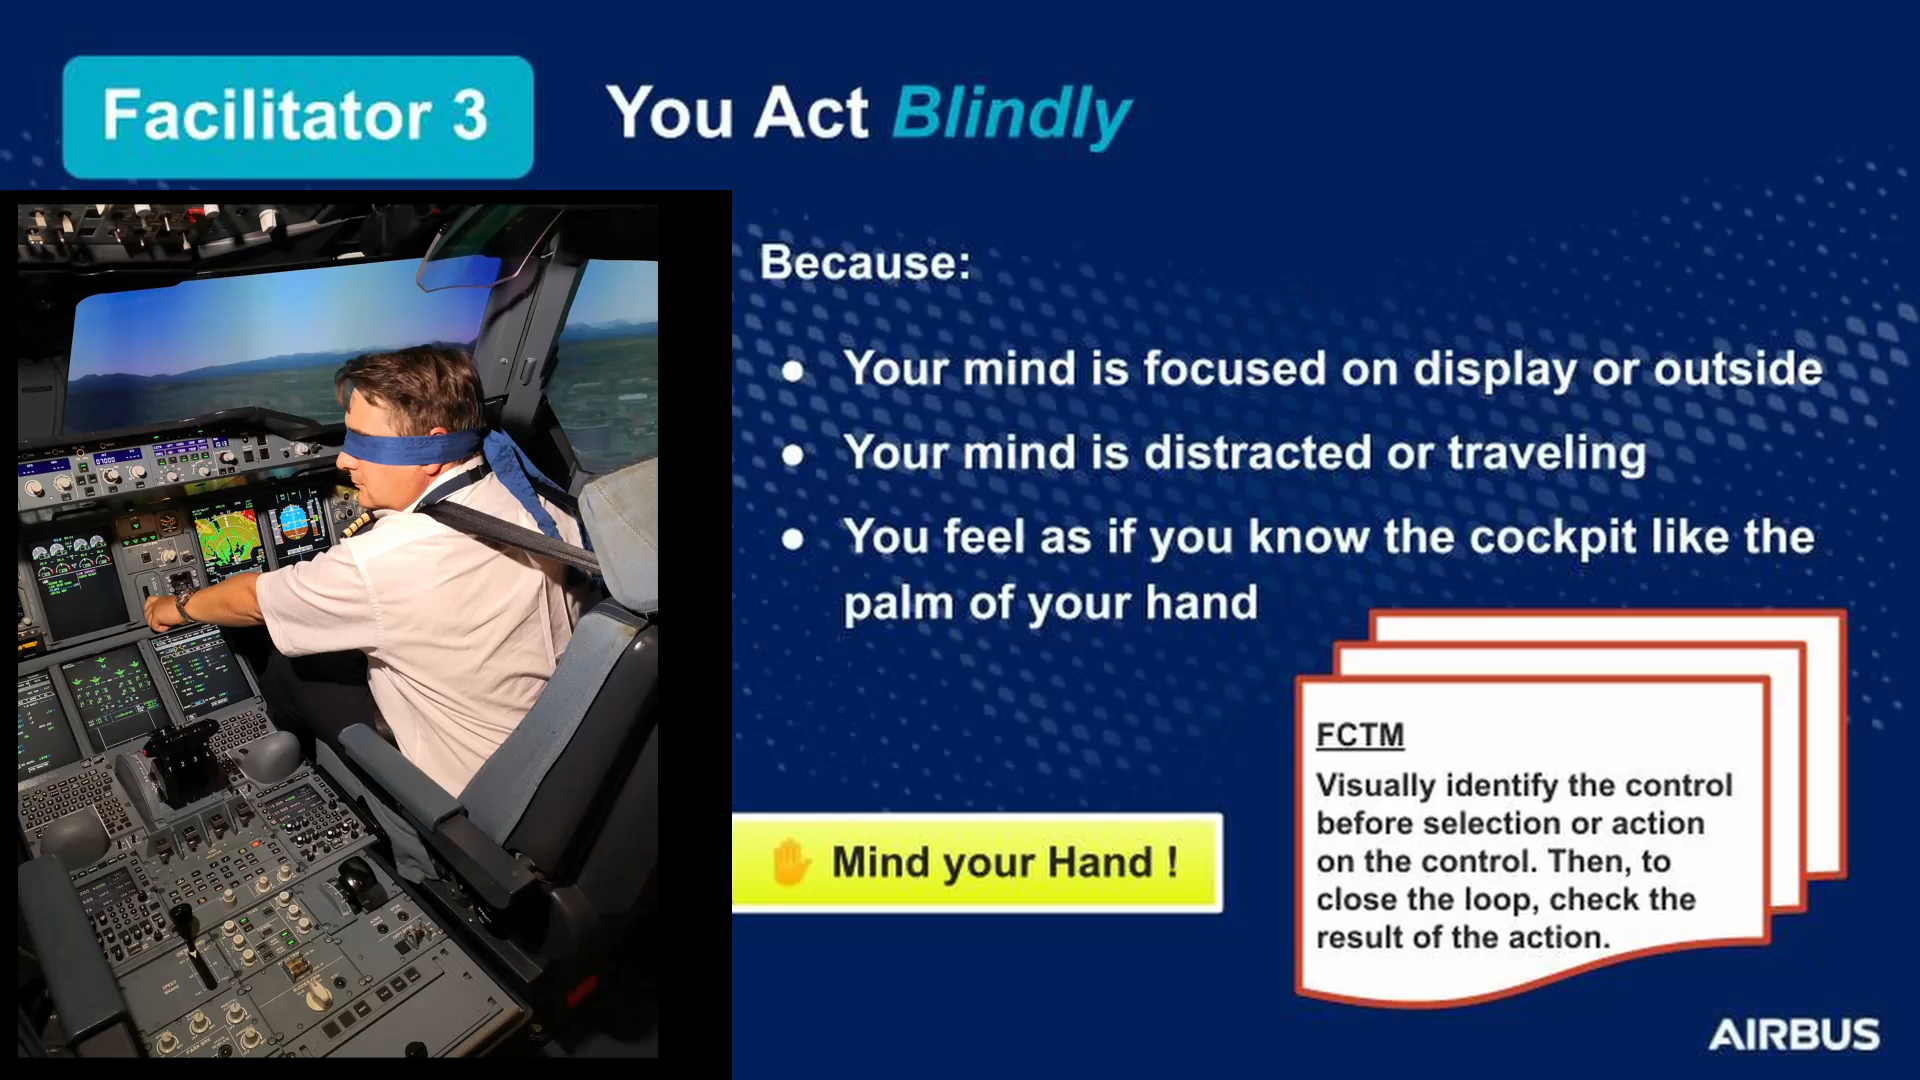 Facilitator 3
You Act Blindly
Because:
● Your mind is focused on display or outside
● Your mind is distracted or traveling
● You feel as if you know the cockpit like the
palm of your hand
✋ Mind your Hand !
FCTM
Visually identify the control
before selection or action
on the control. Then, to
close the loop, check the
result of the action.
AIRBUS